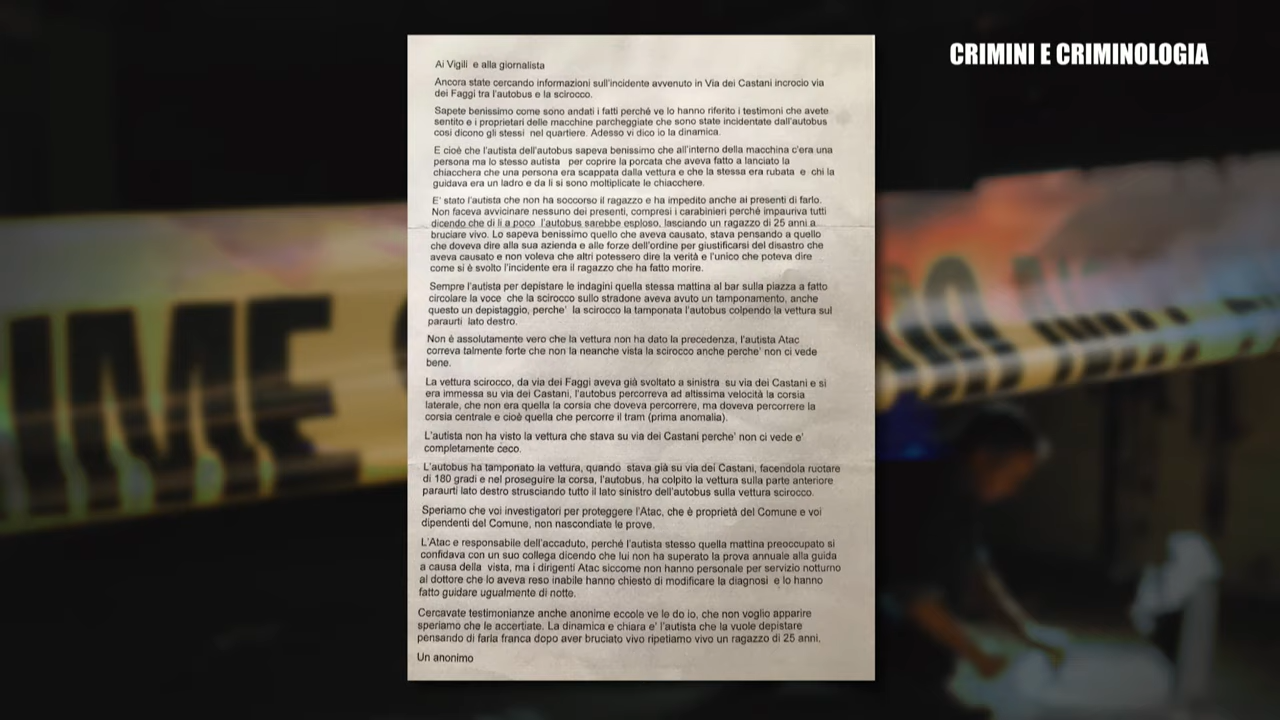 CRIMINI E CRIMINOLOGIA
Ai Vigili e alla giornalista
Ancora state cercando informazioni sull'incidente avvenuto in Via dei Castani incrocio via
dei Faggi tra l'autobus e la scirocco.
Sapete benissimo come sono andati i fatti perché ve lo hanno riferito i testimoni che avete
sentito e i proprietari delle macchine parcheggiate che sono state incidentate dall'autobus
cosi dicono gli stessi nel quartiere. Adesso vi dico io la dinamica.
E cioè che l'autista dell'autobus sapeva benissimo che all'interno della macchina c'era una
persona ma lo stesso autista per coprire la porcata che aveva fatto a lanciato la
chiacchera che una persona era scappata dalla vettura e che la stessa era rubata e chi la
guidava era un ladro e da li si sono moltiplicate le chiacchere.
E' stato l'autista che non ha soccorso il ragazzo e ha impedito anche ai presenti di farlo.
Non faceva avvicinare nessuno dei presenti, compresi i carabinieri perché impauriva tutti
dicendo che di li a poco l'autobus sarebbe esploso, lasciando un ragazzo di 25 anni a
bruciare vivo. Lo sapeva benissimo quello che aveva causato, stava pensando a quello
che doveva dire alla sua azienda e alle forze dell'ordine per giustificarsi del disastro che
aveva causato e non voleva che altri potessero dire la verità e l'unico che poteva dire
come si è svolto l'incidente era il ragazzo che ha fatto morire.
Sempre l'autista per depistare le indagini quella stessa mattina al bar sulla piazza a fatto
circolare la voce che la scirocco sullo stradone aveva avuto un tamponamento, anche
questo un depistaggio, perche' la scirocco la tamponata l'autobus colpendo la vettura sul
paraurti lato destro.
Non è assolutamente vero che la vettura non ha dato la precedenza, l'autista Atac
correva talmente forte che non la neanche vista la scirocco anche perche' non ci vede
bene.
La vettura scirocco, da via dei Faggi aveva già svoltato a sinistra su via dei Castani e si
era immessa su via dei Castani, l'autobus percorreva ad altissima velocità la corsia
laterale, che non era quella la corsia che doveva percorrere, ma doveva percorrere la
corsia centrale e cioè quella che percorre il tram (prima anomalia).
L'autista non ha visto la vettura che stava su via dei Castani perche' non ci vede e'
completamente ceco.
L'autobus ha tamponato la vettura, quando stava già su via dei Castani, facendola ruotare
di 180 gradi e nel proseguire la corsa, l'autobus, ha colpito la vettura sulla parte anteriore
paraurti lato destro strusciando tutto il lato sinistro dell'autobus sulla vettura scirocco.
Speriamo che voi investigatori per proteggere l'Atac, che è proprietà del Comune e voi
dipendenti del Comune, non nascondiate le prove.
L'Atac e responsabile dell'accaduto, perché l'autista stesso quella mattina preoccupato si
confidava con un suo collega dicendo che lui non ha superato la prova annuale alla guida
a causa della vista, ma i dirigenti Atac siccome non hanno personale per servizio notturno
al dottore che lo aveva reso inabile hanno chiesto di modificare la diagnosi e lo hanno
fatto guidare ugualmente di notte.
Cercavate testimonianze anche anonime eccole ve le do io, che non voglio apparire
speriamo che le accertiate. La dinamica e chiara e' l'autista che la vuole depistare
pensando di farla franca dopo aver bruciato vivo ripetiamo vivo un ragazzo di 25 anni.
Un anonimo
IME